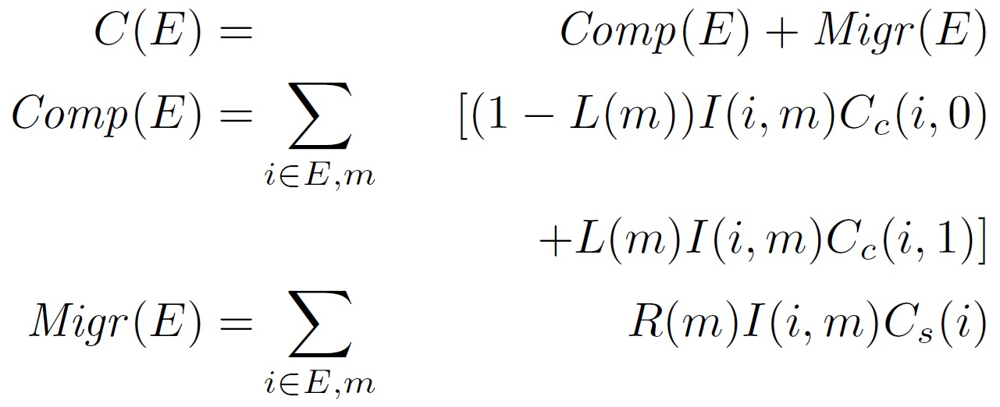 C(E) = Comp(E) + Migr(E)
Comp(E) = ∑_{i∈E,m} [(1 − L(m))I(i, m)C_c(i, 0)
+L(m)I(i, m)C_c(i, 1)]
Migr(E) = ∑_{i∈E,m} R(m)I(i, m)C_s(i)